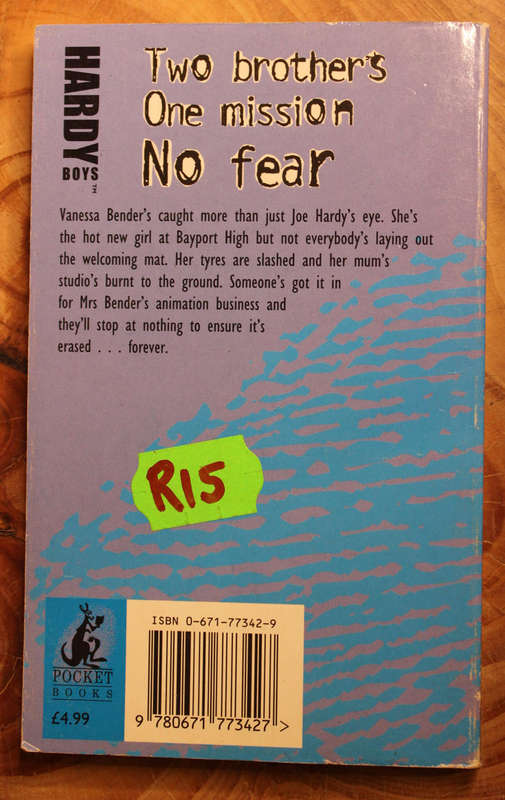 HARDY
BOYS™
Two brother's
One mission
No fear
Vanessa Bender's caught more than just Joe Hardy's eye. She's
the hot new girl at Bayport High but not everybody's laying out
the welcoming mat. Her tyres are slashed and her mum's
studio's burnt to the ground. Someone's got it in
for Mrs Bender's animation business and
they'll stop at nothing to ensure it's
erased . . . forever.
R15
POCKET
BOOKS
£4.99
ISBN 0-671-77342-9
9 780671 773427 >